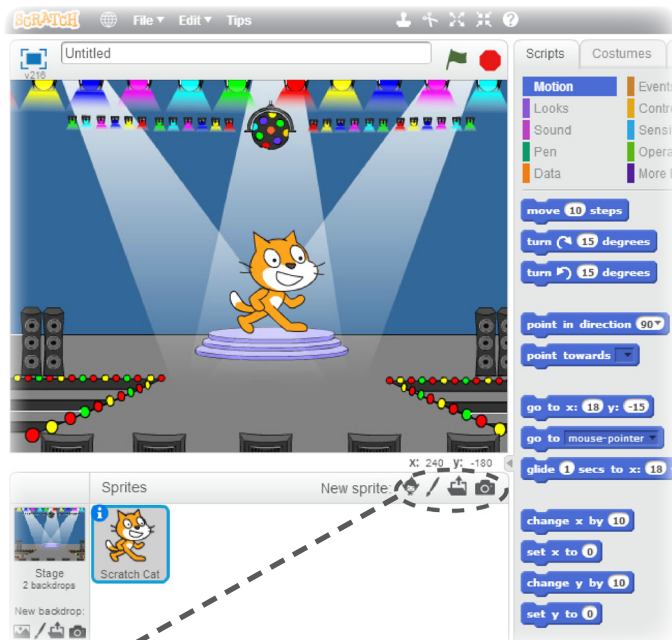 SCRATCH File Edit Tips
v216
Untitled
Scripts Costumes
Motion
Looks
Sound
Pen
Data
Events
move 10 steps
turn 15 degrees
turn 15 degrees
point in direction 90
point towards
go to x: 18 y: -15
go to mouse-pointer
glide 1 secs to x: 18
change x by 10
set x to 0
change y by 10
set y to 0
X: 240 y: -180
Sprites New sprite:
Stage
2 backdrops
Scratch Cat
New backdrop: